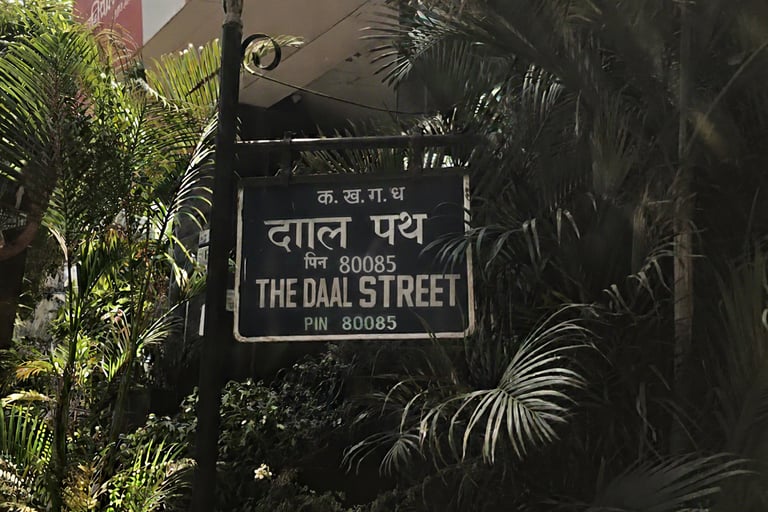 क. ख. ग. ध
दााल पथ
पिन 80085
THE DAAL STREET
PIN 80085